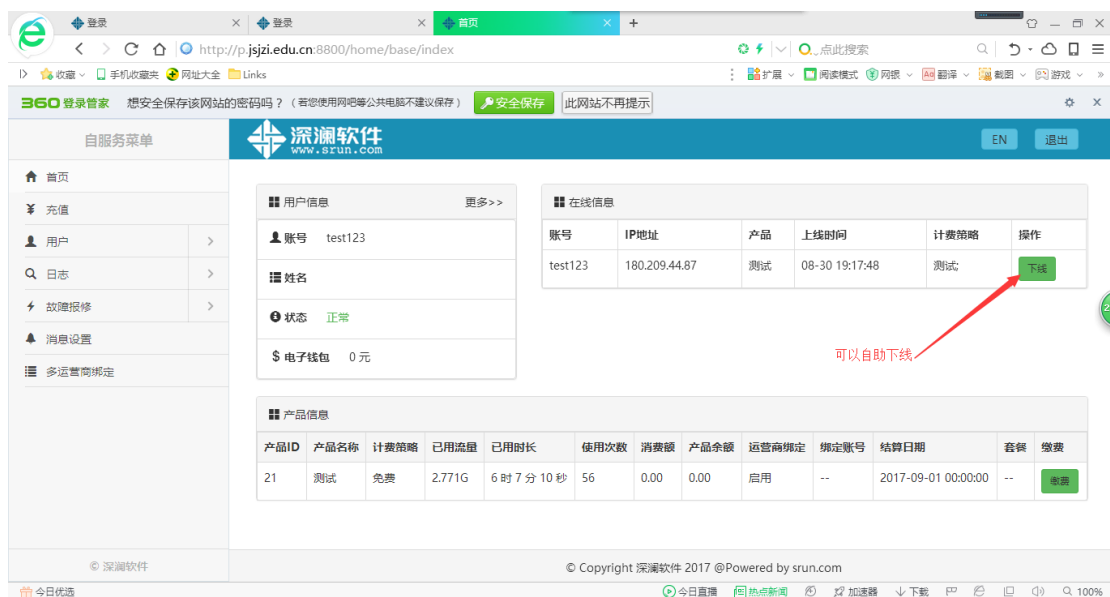 登录 登录 首页
http://p.jsjzi.edu.cn:8800/home/base/index 点此搜索
收藏 手机收藏夹 网址大全 Links 扩展 阅读模式 网银 翻译 截图 游戏
360登录管家 想安全保存该网站的密码吗？（若您使用网吧等公共电脑不建议保存） 安全保存 此网站不再提示
自服务菜单 深澜软件 EN 退出
www.srun.com
首页
充值
用户
日志
故障报修
消息设置
多运营商绑定
用户信息 更多>>
账号 test123
姓名
状态 正常
电子钱包 0 元
在线信息
账号 IP地址 产品 上线时间 计费策略 操作
test123 180.209.44.87 测试 08-30 19:17:48 测试; 下线
可以自助下线
产品信息
产品ID 产品名称 计费策略 已用流量 已用时长 使用次数 消费额 产品余额 运营商绑定 绑定账号 结算日期 套餐 缴费
21 测试 免费 2.771G 6 时 7 分 10 秒 56 0.00 0.00 启用 -- 2017-09-01 00:00:00 -- 缴费
© 深澜软件 © Copyright 深澜软件 2017 @Powered by srun.com
今日优选 今日直播 热点新闻 加速器 下载 100%